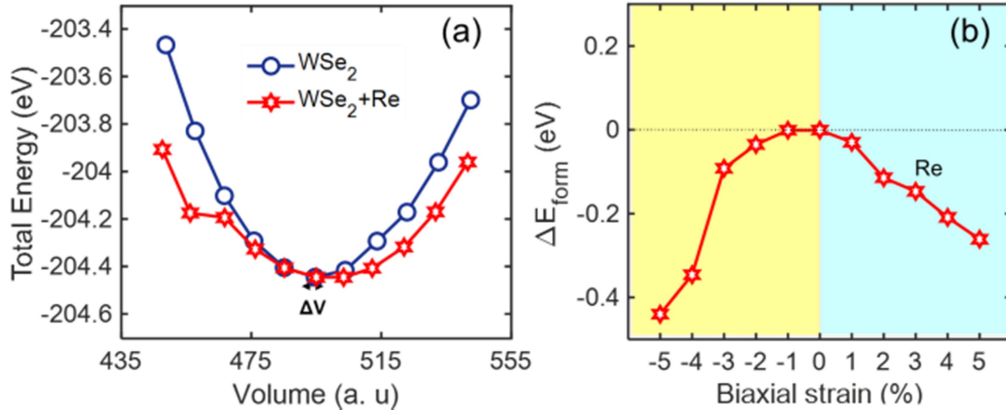 (a)
Total Energy (eV)
-203.4
-203.6
-203.8
-204
-204.2
-204.4
-204.6
WSe2
WSe2+Re
ΔV
435
475
515
555
Volume (a. u)
(b)
ΔEform (eV)
0.2
0
-0.2
-0.4
Re
-5 -4 -3 -2 -1 0 1 2 3 4 5
Biaxial strain (%)